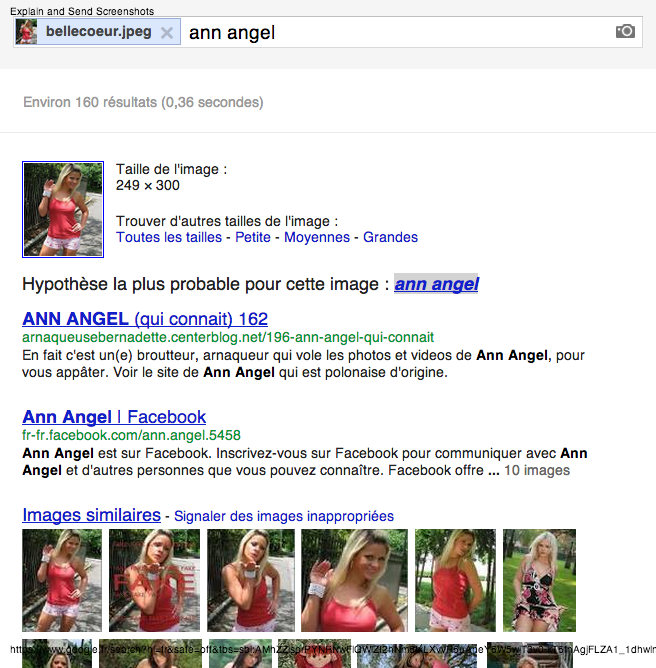 Explain and Send Screenshots
bellecoeur.jpeg ann angel
Environ 160 résultats (0,36 secondes)
Taille de l'image :
249 × 300
Trouver d'autres tailles de l'image :
Toutes les tailles - Petite - Moyennes - Grandes
Hypothèse la plus probable pour cette image : ann angel
ANN ANGEL (qui connait) 162
arnaqueusebernadette.centerblog.net/196-ann-angel-qui-connait
En fait c'est un(e) broutteur, arnaqueur qui vole les photos et videos de Ann Angel, pour
vous appâter. Voir le site de Ann Angel qui est polonaise d'origine.
Ann Angel | Facebook
fr-fr.facebook.com/ann.angel.5458
Ann Angel est sur Facebook. Inscrivez-vous sur Facebook pour communiquer avec Ann
Angel et d'autres personnes que vous pouvez connaître. Facebook offre ... 10 images
Images similaires - Signaler des images inappropriées
FAKE